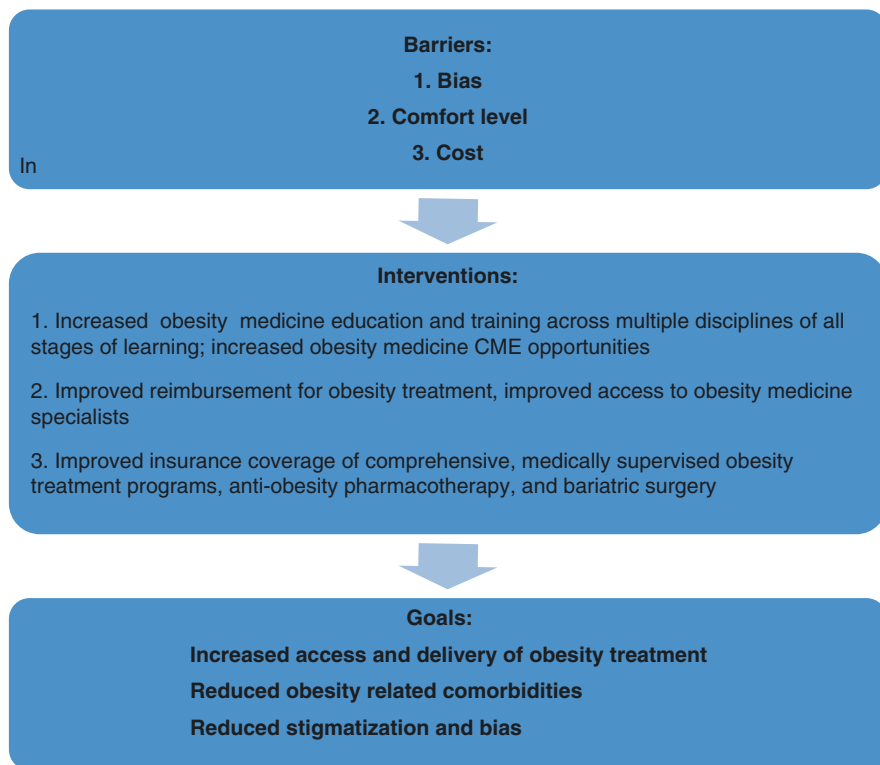 Barriers:
1. Bias
2. Comfort level
3. Cost
In
Interventions:
1. Increased obesity medicine education and training across multiple disciplines of all
stages of learning; increased obesity medicine CME opportunities
2. Improved reimbursement for obesity treatment, improved access to obesity medicine
specialists
3. Improved insurance coverage of comprehensive, medically supervised obesity
treatment programs, anti-obesity pharmacotherapy, and bariatric surgery
Goals:
Increased access and delivery of obesity treatment
Reduced obesity related comorbidities
Reduced stigmatization and bias